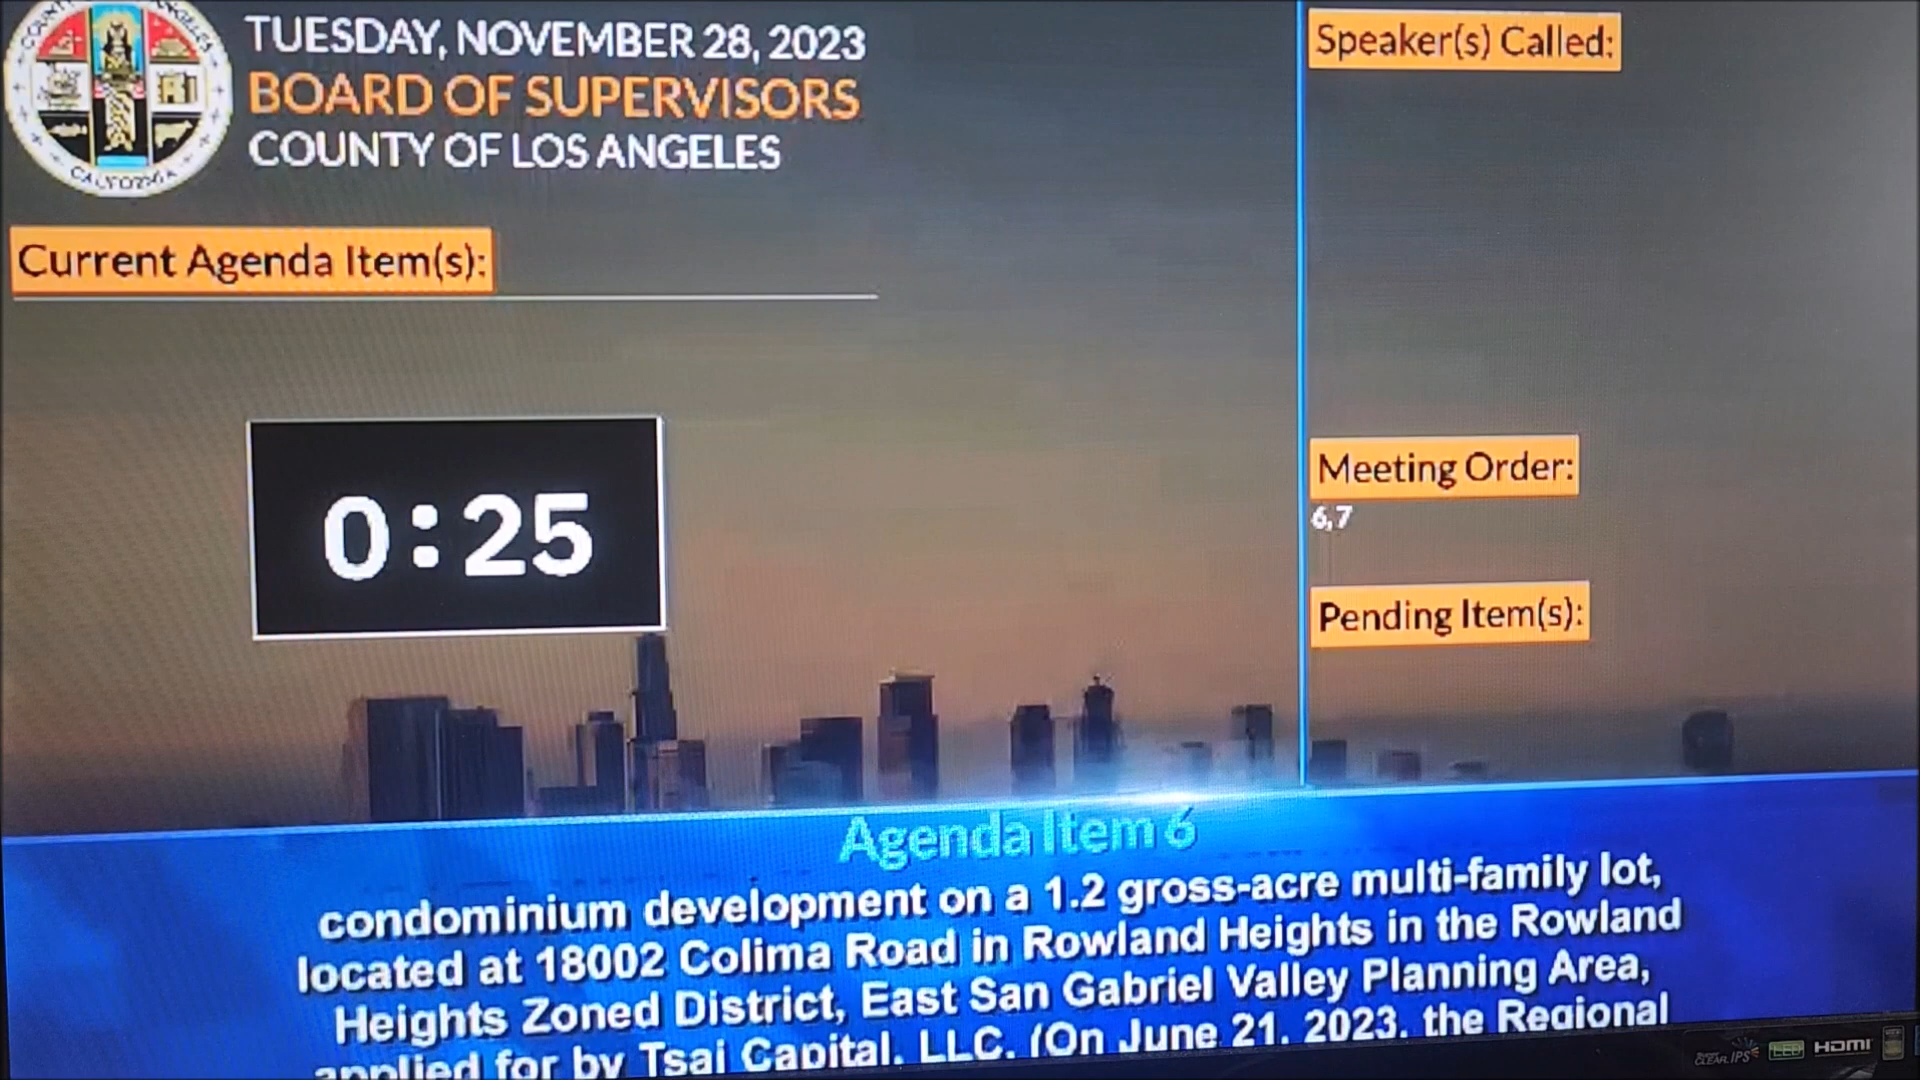 TUESDAY, NOVEMBER 28, 2023
BOARD OF SUPERVISORS
COUNTY OF LOS ANGELES
Current Agenda Item(s):
0:25
Speaker(s) Called:
Meeting Order:
6,7
Pending Item(s):
Agenda Item 6
condominium development on a 1.2 gross-acre multi-family lot,
located at 18002 Colima Road in Rowland Heights in the Rowland
Heights Zoned District, East San Gabriel Valley Planning Area,
applied for by Tsai Capital, LLC. (On June 21, 2023, the Regional
IPS
LED
HDMI